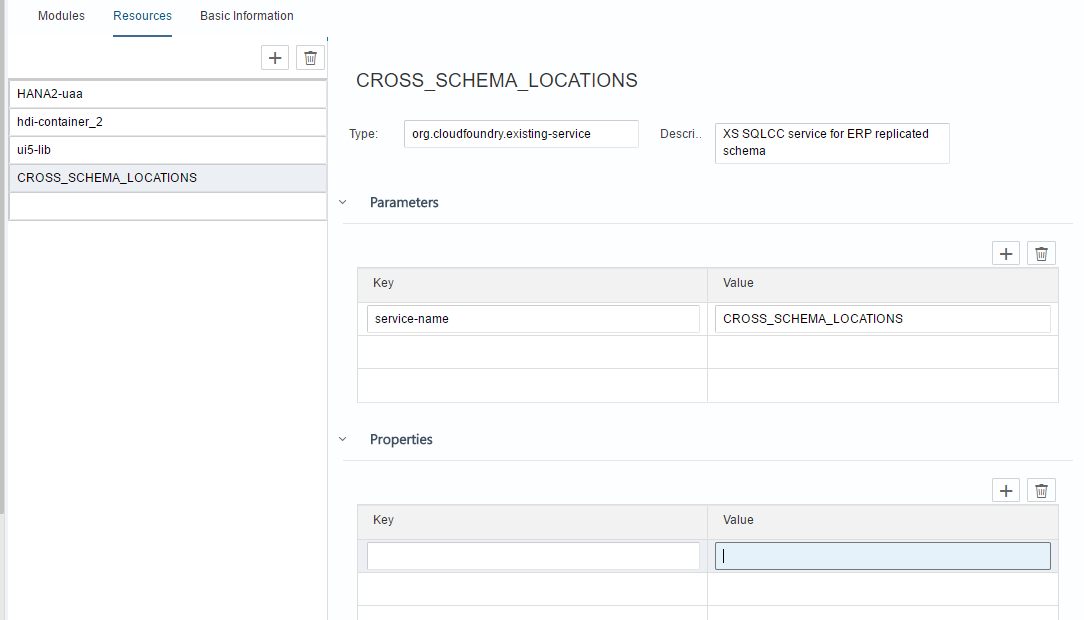 Modules Resources Basic Information
HANA2-uaa
hdi-container_2
ui5-lib
CROSS_SCHEMA_LOCATIONS
CROSS_SCHEMA_LOCATIONS
Type: org.cloudfoundry.existing-service Descri.. XS SQLCC service for ERP replicated
schema
Parameters
Key Value
service-name CROSS_SCHEMA_LOCATIONS
Properties
Key Value